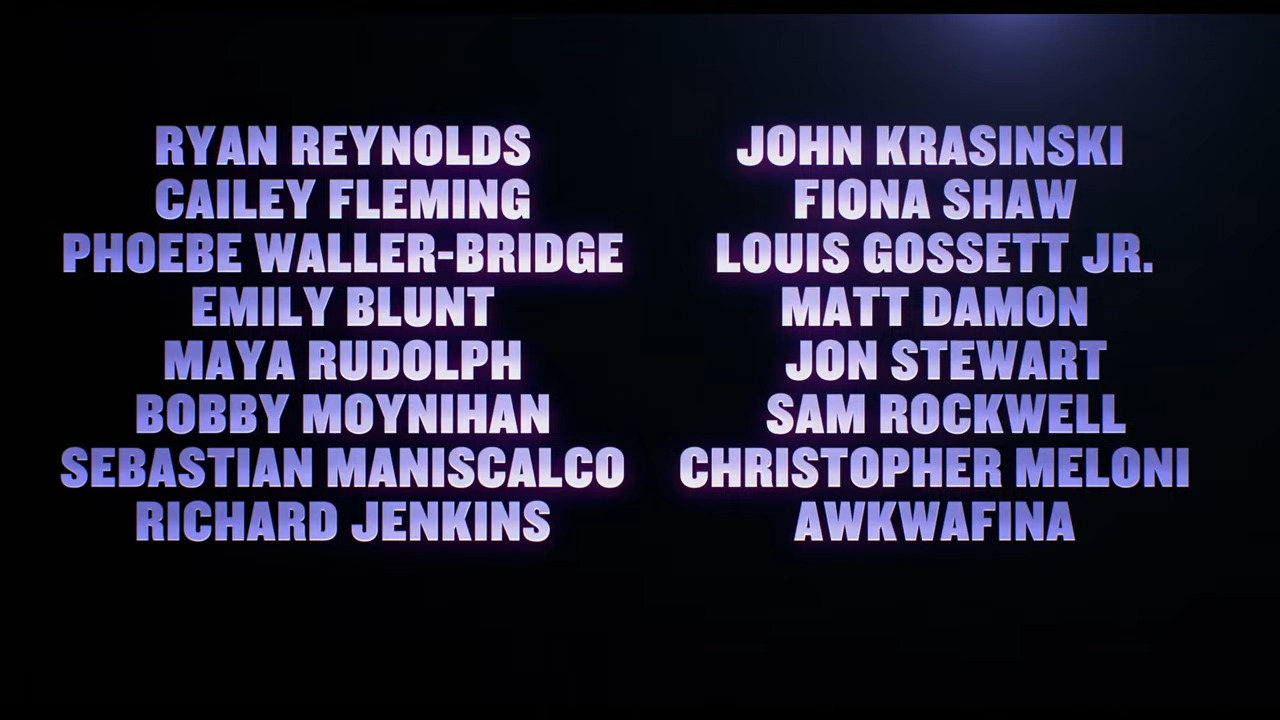 RYAN REYNOLDS
CAILEY FLEMING
PHOEBE WALLER-BRIDGE
EMILY BLUNT
MAYA RUDOLPH
BOBBY MOYNIHAN
SEBASTIAN MANISCALCO
RICHARD JENKINS
JOHN KRASINSKI
FIONA SHAW
LOUIS GOSSETT JR.
MATT DAMON
JON STEWART
SAM ROCKWELL
CHRISTOPHER MELONI
AWKWAFINA